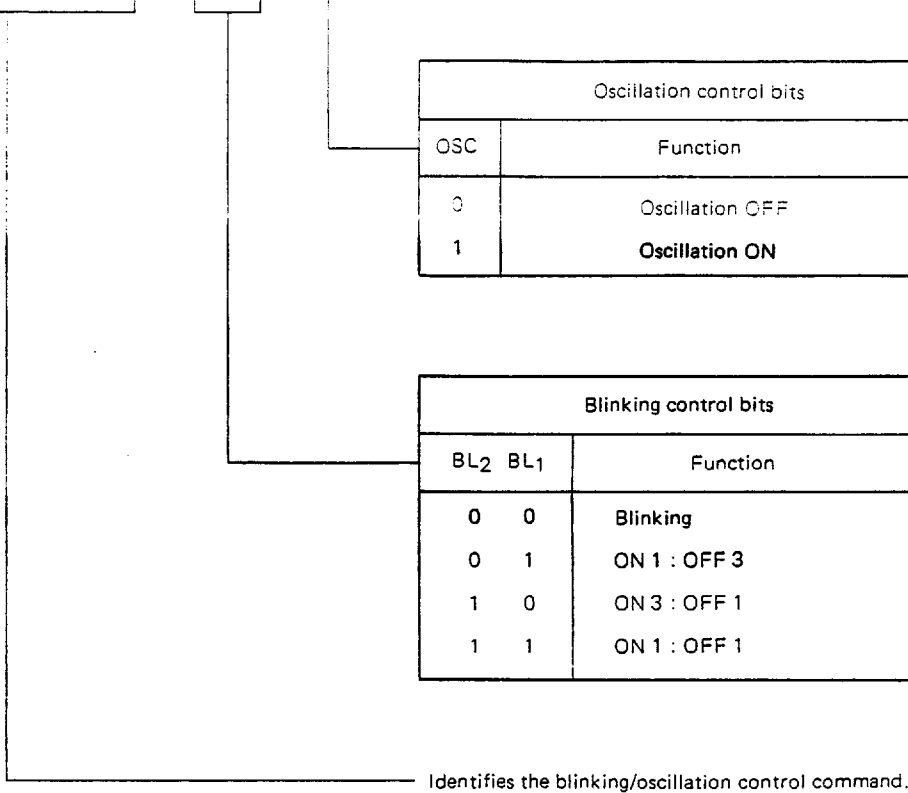 Oscillation control bits
OSC Function
0 Oscillation OFF
1 Oscillation ON
Blinking control bits
BL2 BL1 Function
0 0 Blinking
0 1 ON 1 : OFF 3
1 0 ON 3 : OFF 1
1 1 ON 1 : OFF 1
Identifies the blinking/oscillation control command.